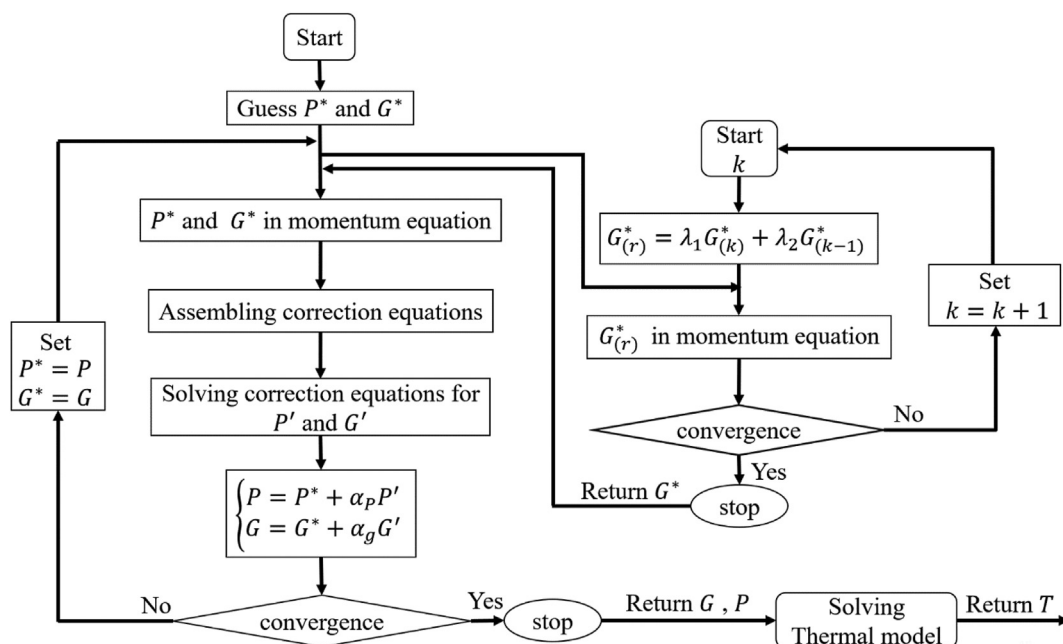 Start
Guess P* and G*
P* and G* in momentum equation
Assembling correction equations
Solving correction equations for
P′ and G′
P = P* + α_P P′
G = G* + α_g G′
convergence
No
Set
P* = P
G* = G
Yes
stop
Return G , P
Solving
Thermal model
Return T
Start
k
G*_(r) = λ₁G*_(k) + λ₂G*_(k−1)
G*_(r) in momentum equation
convergence
No
Set
k = k + 1
Yes
stop
Return G*